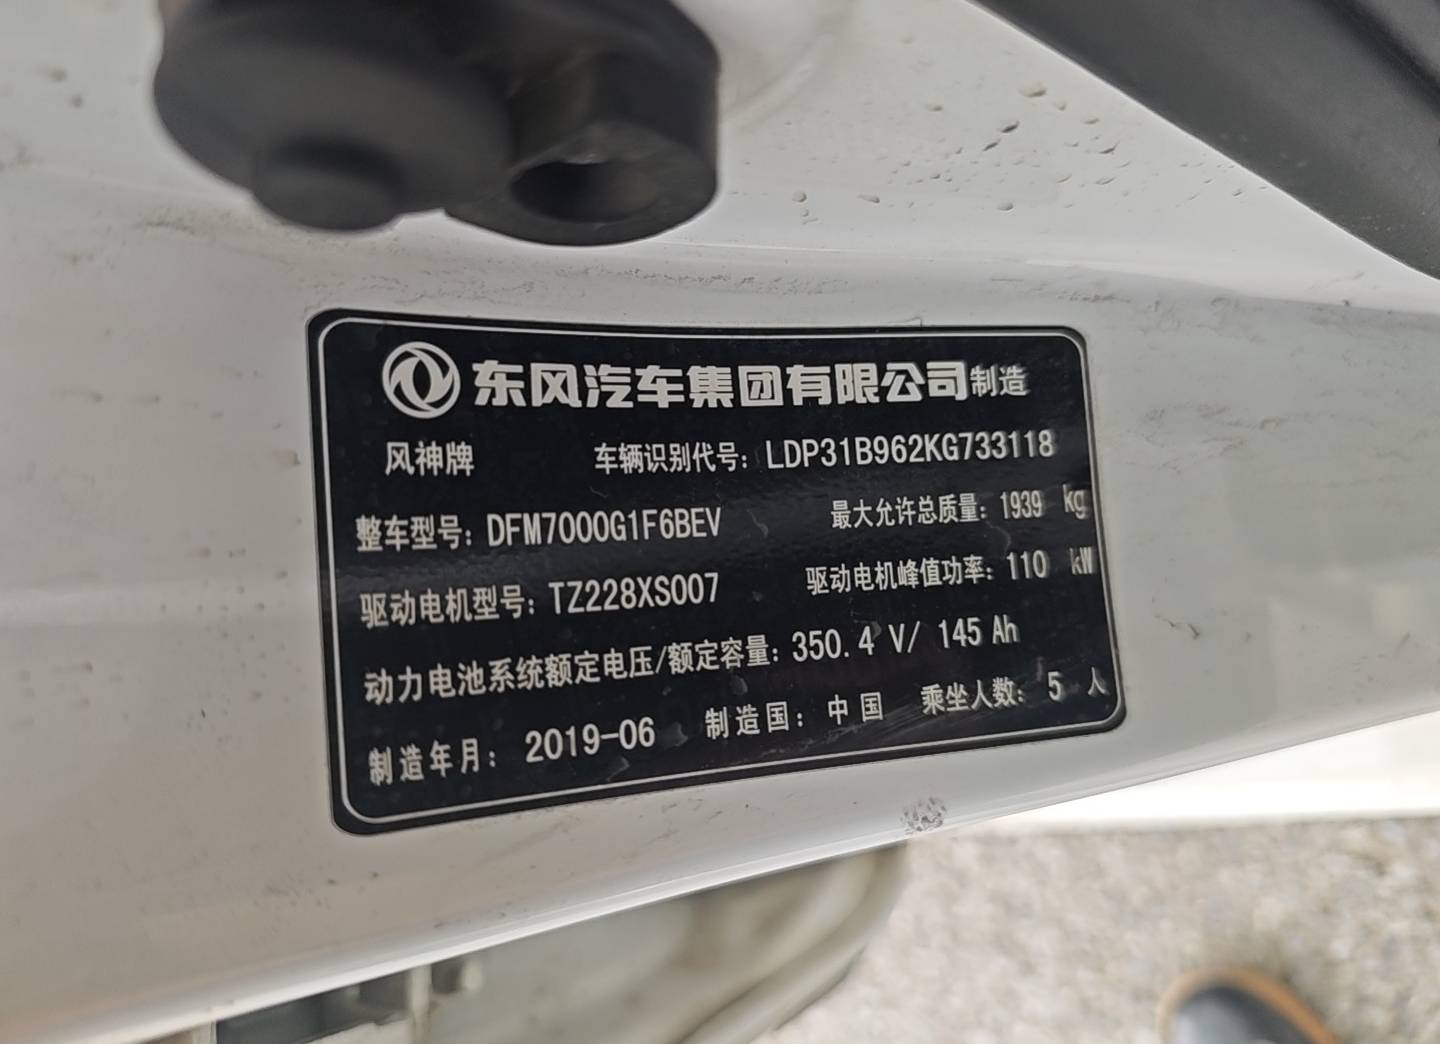 东风汽车集团有限公司制造
风神牌 车辆识别代号: LDP31B962KG733118
整车型号: DFM7000G1F6BEV 最大允许总质量: 1939 kg
驱动电机型号: TZ228XS007 驱动电机峰值功率: 110 kW
动力电池系统额定电压/额定容量: 350.4 V/ 145 Ah
制造年月: 2019-06 制造国: 中国 乘坐人数: 5 人